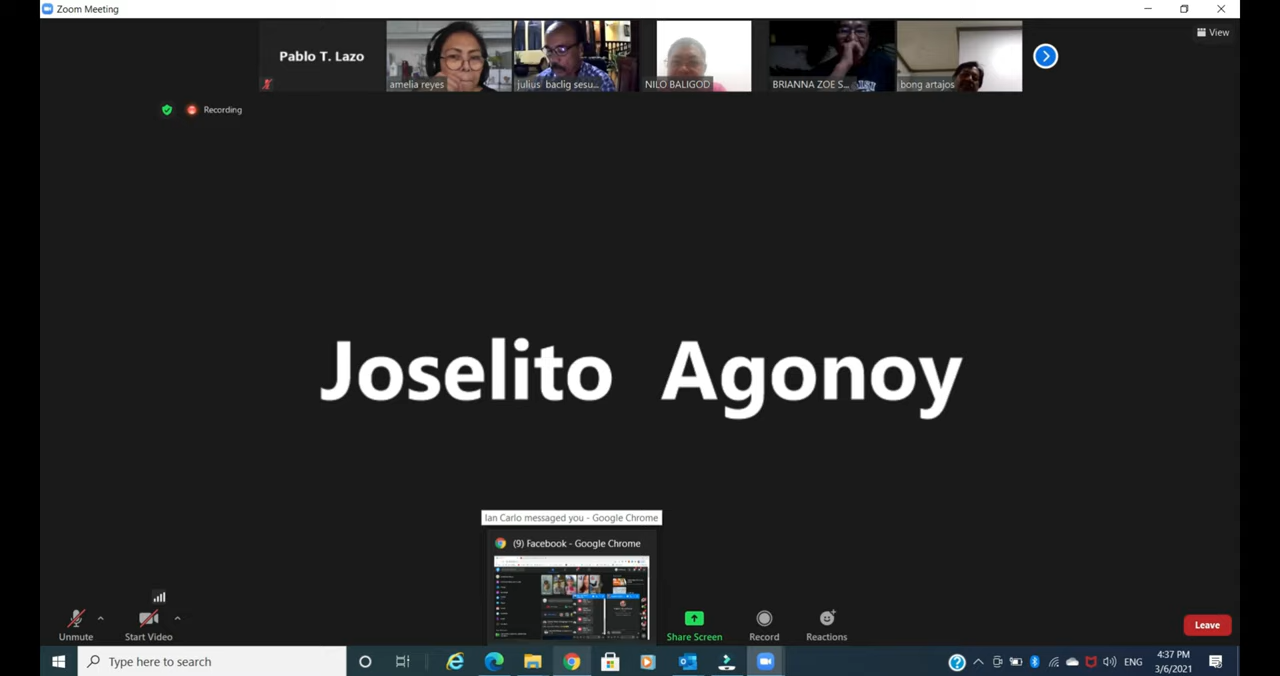 Zoom Meeting
View
Pablo T. Lazo
amelia reyes
julius baclig sesu...
NILO BALIGOD
BRIANNA ZOE S...
bong artajos
Recording
Joselito Agonoy
Ian Carlo messaged you - Google Chrome
(9) Facebook - Google Chrome
Unmute
Start Video
Share Screen
Record
Reactions
Leave
Type here to search
ENG
4:37 PM
3/6/2021